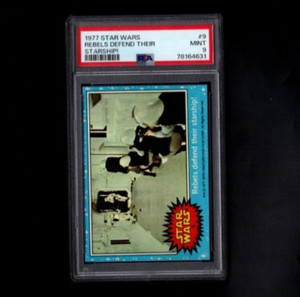 1977 STAR WARS #9
REBELS DEFEND THEIR MINT
STARSHIP! 9
PSA 78164631
Rebels defend their starship!
STAR
WARS